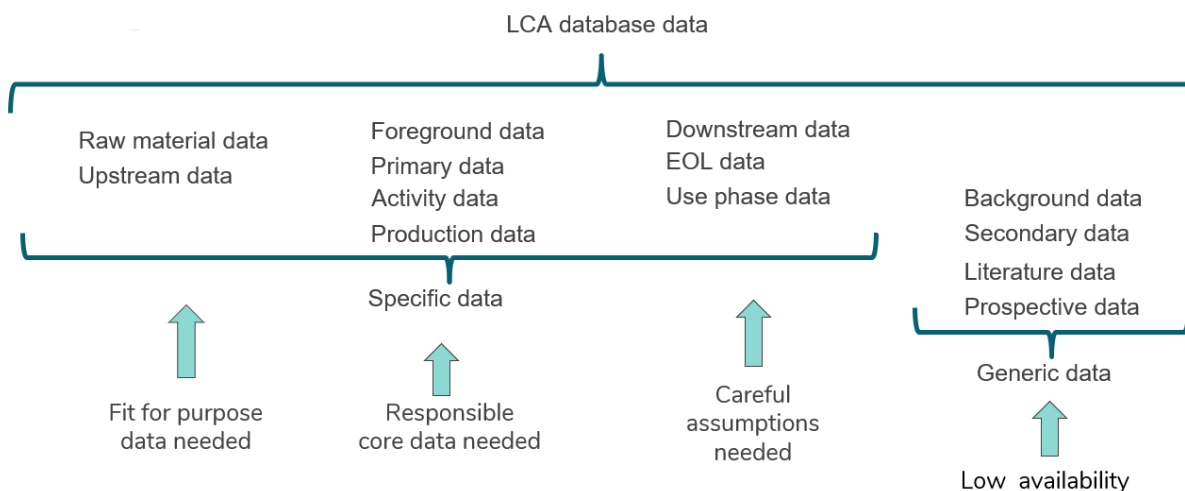 LCA database data
Raw material data
Upstream data
Foreground data
Primary data
Activity data
Production data
Downstream data
EOL data
Use phase data
Background data
Secondary data
Literature data
Prospective data
Specific data
Generic data
Fit for purpose
data needed
Responsible
core data needed
Careful
assumptions
needed
Low availability